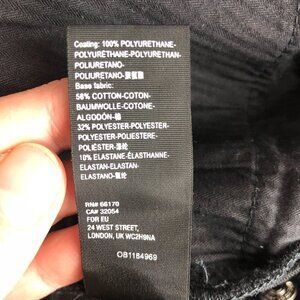 Coating: 100% POLYURETHANE-
POLYURÉTHANE-POLYURETHAN-
POLIURETANO-
POLIURETANO-聚氨酯
Base fabric:
58% COTTON-COTON-
BAUMWOLLE-COTONE-
ALGODÓN-棉
32% POLYESTER-POLYESTER-
POLYESTER-POLIESTERE-
POLIÉSTER-涤纶
10% ELASTANE-ÉLASTHANNE-
ELASTAN-ELASTAN-
ELASTANO-氨纶
RN# 66170
CA# 32054
FOR EU
24 WEST STREET,
LONDON, UK WC2H9NA
OB1184969